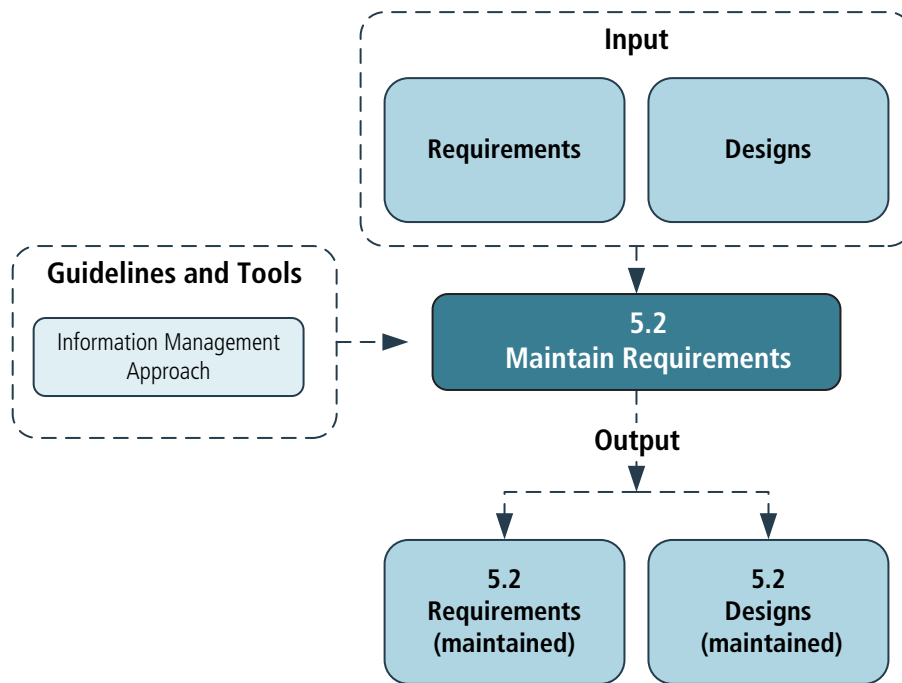 Input
Requirements
Designs
Guidelines and Tools
Information Management
Approach
5.2
Maintain Requirements
Output
5.2
Requirements
(maintained)
5.2
Designs
(maintained)